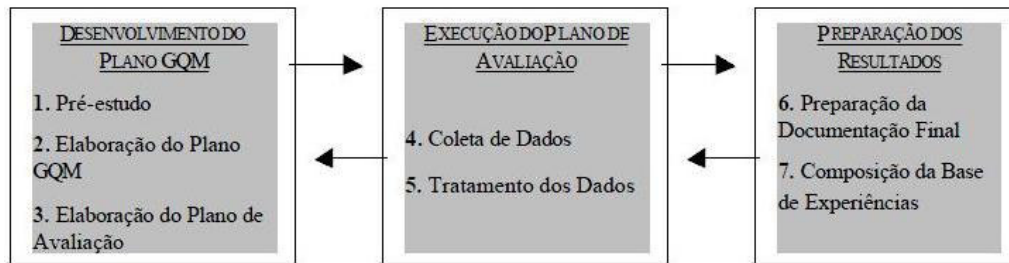 DESENVOLVIMENTO DO
PLANO GQM
1. Pré-estudo
2. Elaboração do Plano
GQM
3. Elaboração do Plano de
Avaliação
EXECUÇÃO DO PLANO DE
AVALIAÇÃO
4. Coleta de Dados
5. Tratamento dos Dados
PREPARAÇÃO DOS
RESULTADOS
6. Preparação da
Documentação Final
7. Composição da Base
de Experiências